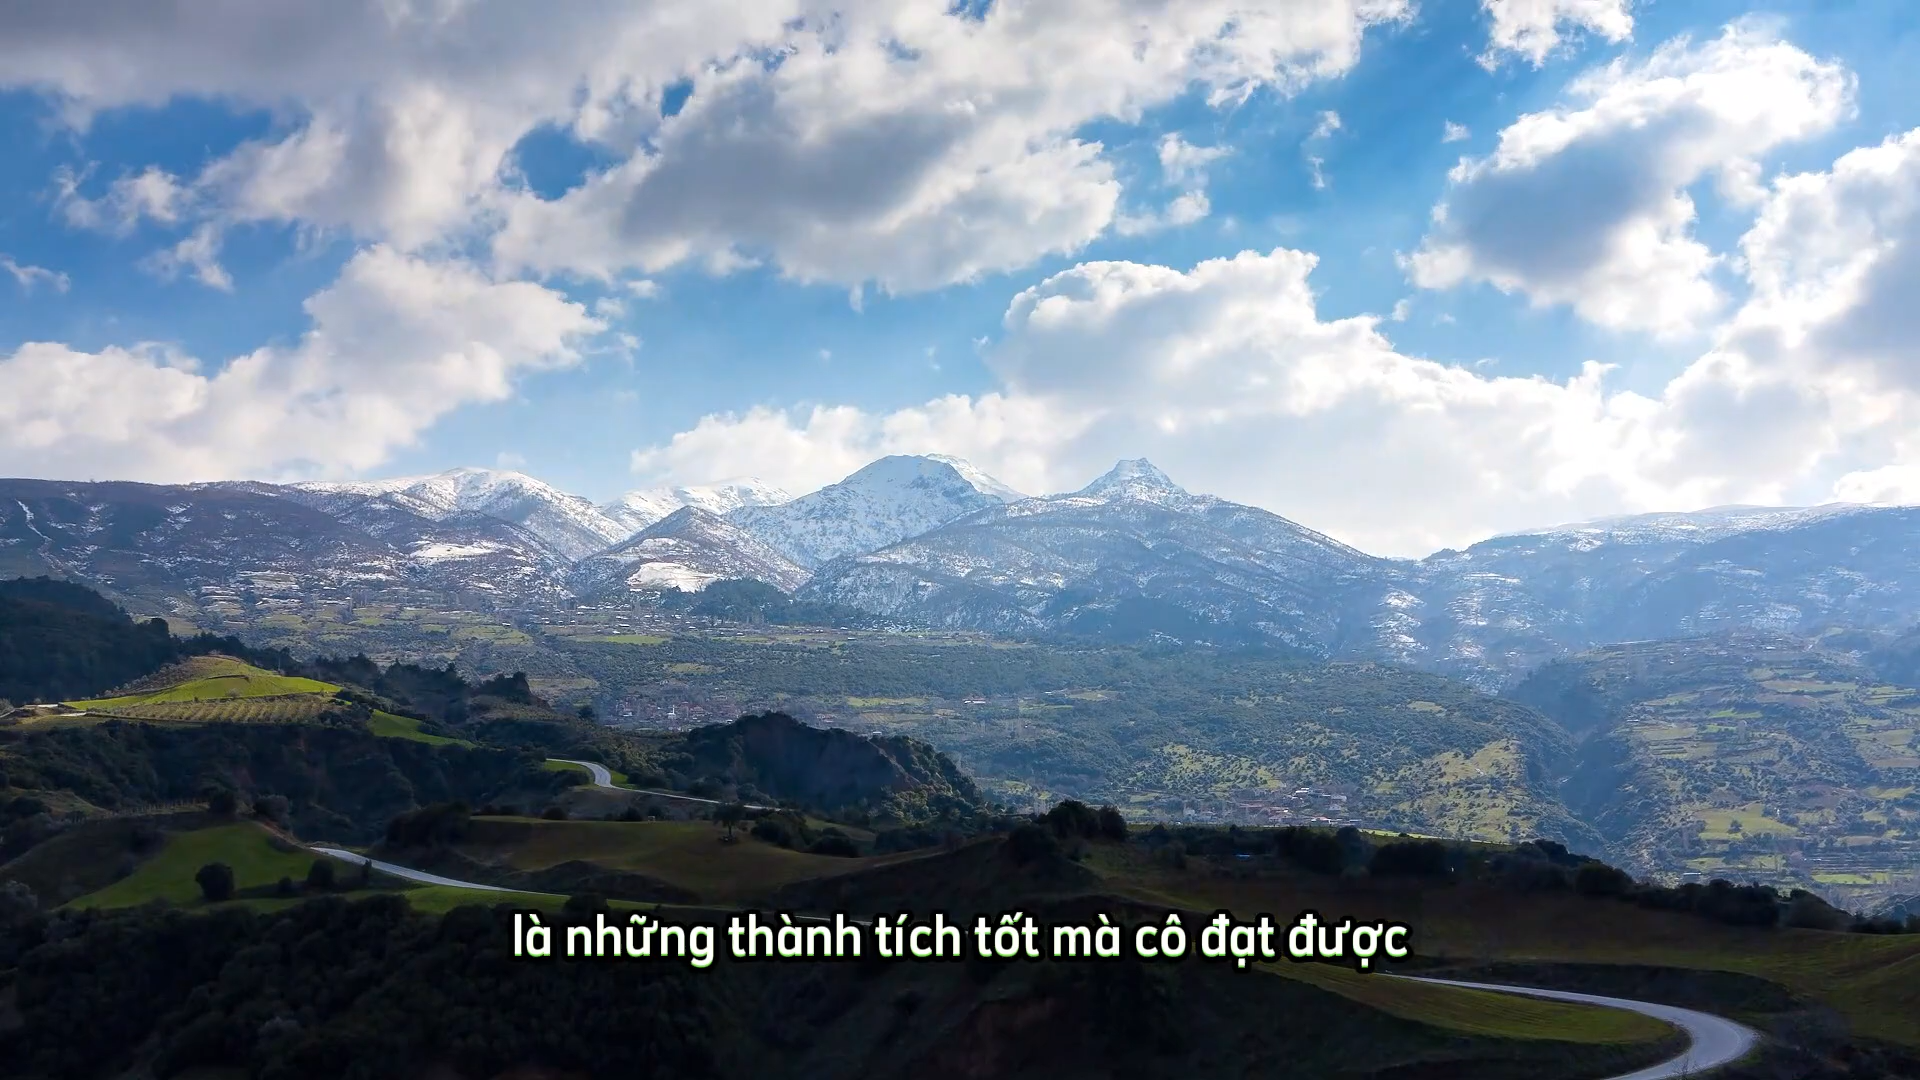 là những thành tích tốt mà cô đạt được